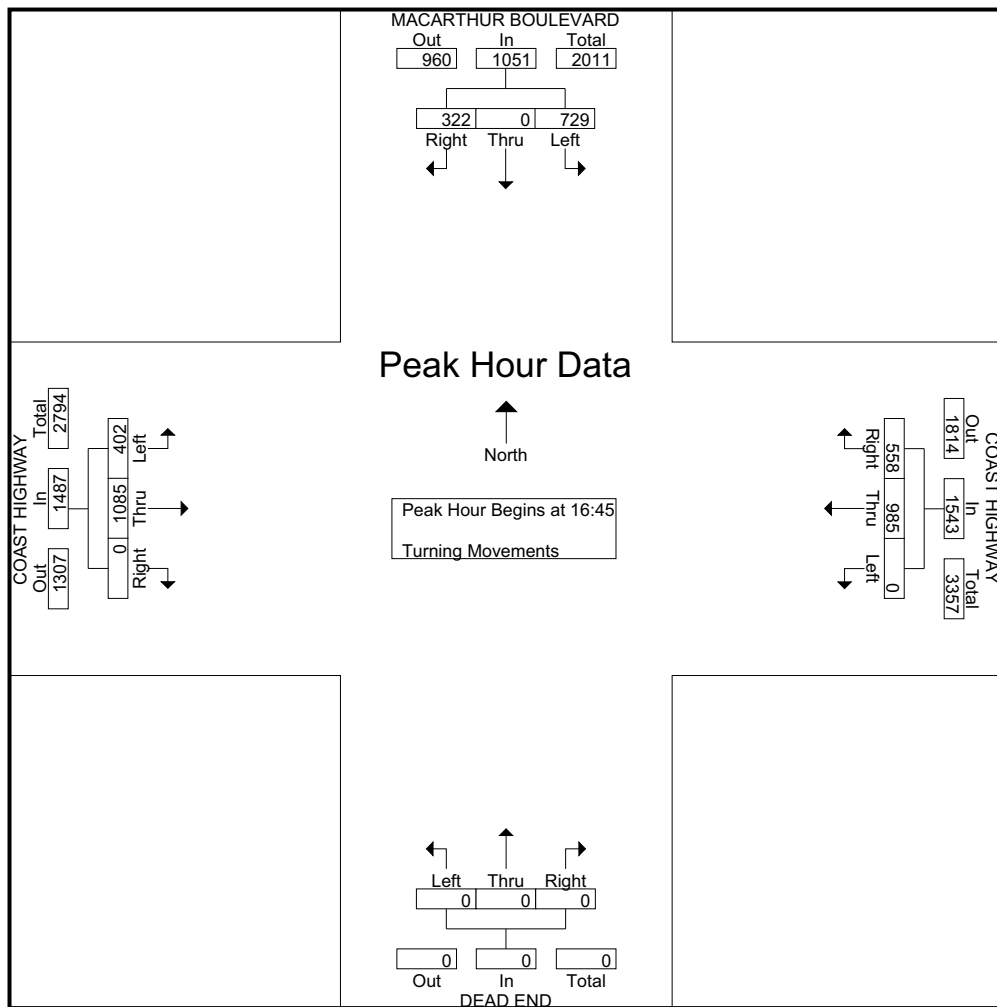 MACARTHUR BOULEVARD
Out In Total
960 1051 2011
322 0 729
Right Thru Left
Peak Hour Data
North
Peak Hour Begins at 16:45
Turning Movements
COAST HIGHWAY
Total In Out
2794 1487 1307
402 1085 0
Left Thru Right
COAST HIGHWAY
Out In Total
1814 1543 3357
558 985 0
Right Thru Left
Left Thru Right
0 0 0
0 0 0
Out In Total
DEAD END